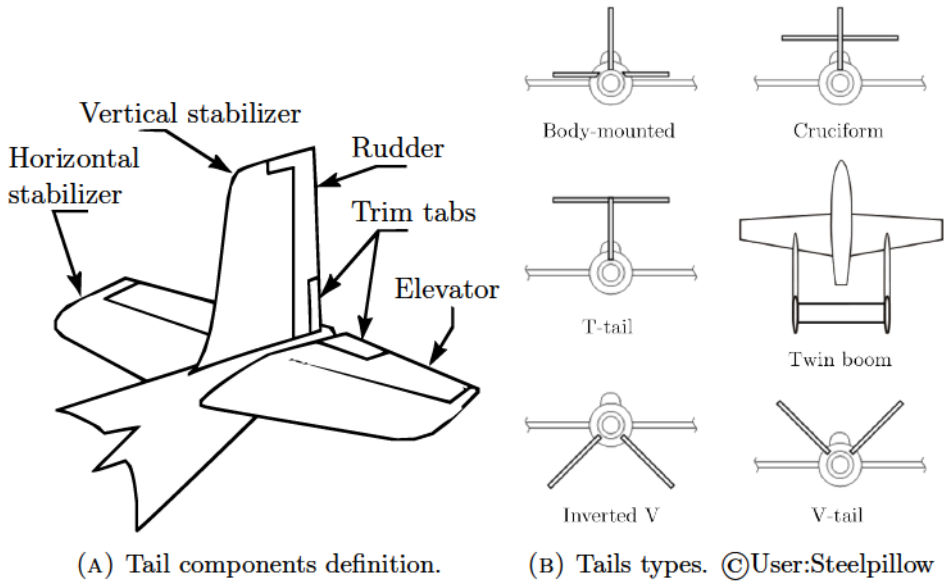 Vertical stabilizer
Horizontal
stabilizer
Rudder
Trim tabs
Elevator
(A) Tail components definition.
Body-mounted
Cruciform
T-tail
Twin boom
Inverted V
V-tail
(B) Tails types. ©User:Steelpillow